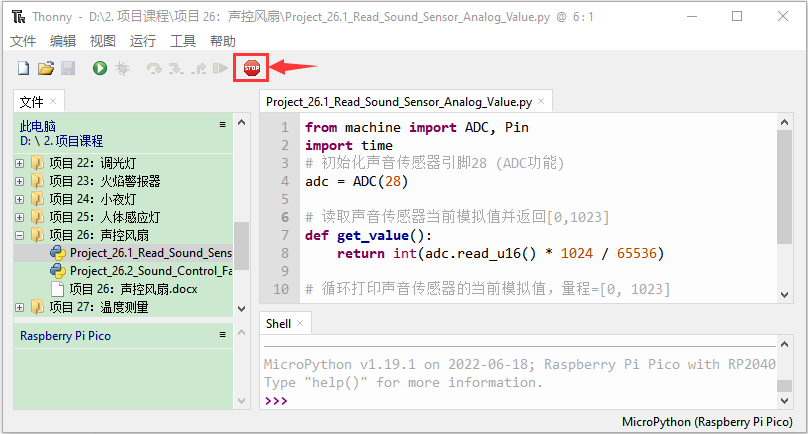 Thonny - D:\2. 项目课程\项目 26：声控风扇\Project_26.1_Read_Sound_Sensor_Analog_Value.py @ 6 : 1
文件 编辑 视图 运行 工具 帮助
STOP
文件
此电脑
D: \ 2. 项目课程
项目 22：调光灯
项目 23：火焰警报器
项目 24：小夜灯
项目 25：人体感应灯
项目 26：声控风扇
Project_26.1_Read_Sound_Sens
Project_26.2_Sound_Control_Fa
项目 26：声控风扇.docx
项目 27：温度测量
Raspberry Pi Pico
Project_26.1_Read_Sound_Sensor_Analog_Value.py
1 from machine import ADC, Pin
2 import time
3 # 初始化声音传感器引脚28 (ADC功能)
4 adc = ADC(28)
5
6 # 读取声音传感器当前模拟值并返回[0,1023]
7 def get_value():
8 return int(adc.read_u16() * 1024 / 65536)
9
10 # 循环打印声音传感器的当前模拟值，量程=[0, 1023]
Shell
MicroPython v1.19.1 on 2022-06-18; Raspberry Pi Pico with RP2040
Type "help()" for more information.
>>>
MicroPython (Raspberry Pi Pico)